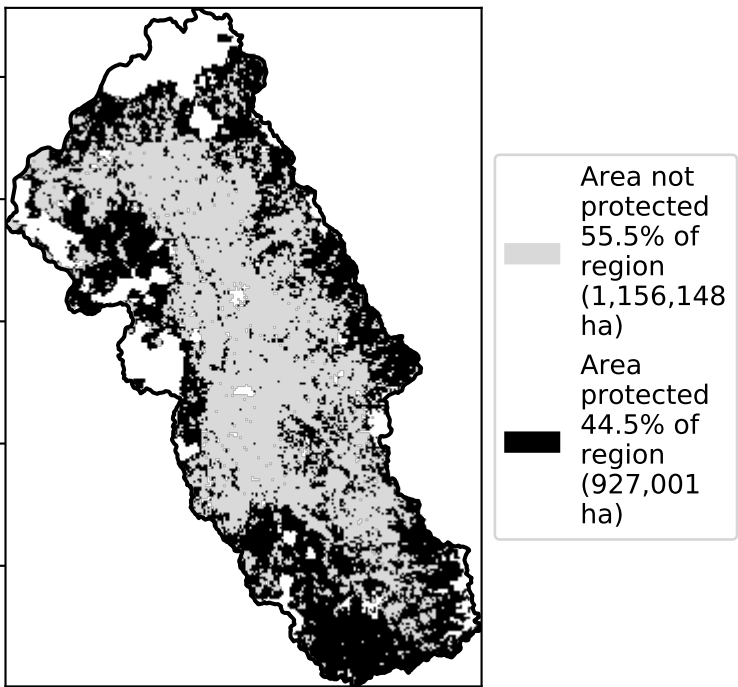 Area not
protected
55.5% of
region
(1,156,148
ha)
Area
protected
44.5% of
region
(927,001
ha)